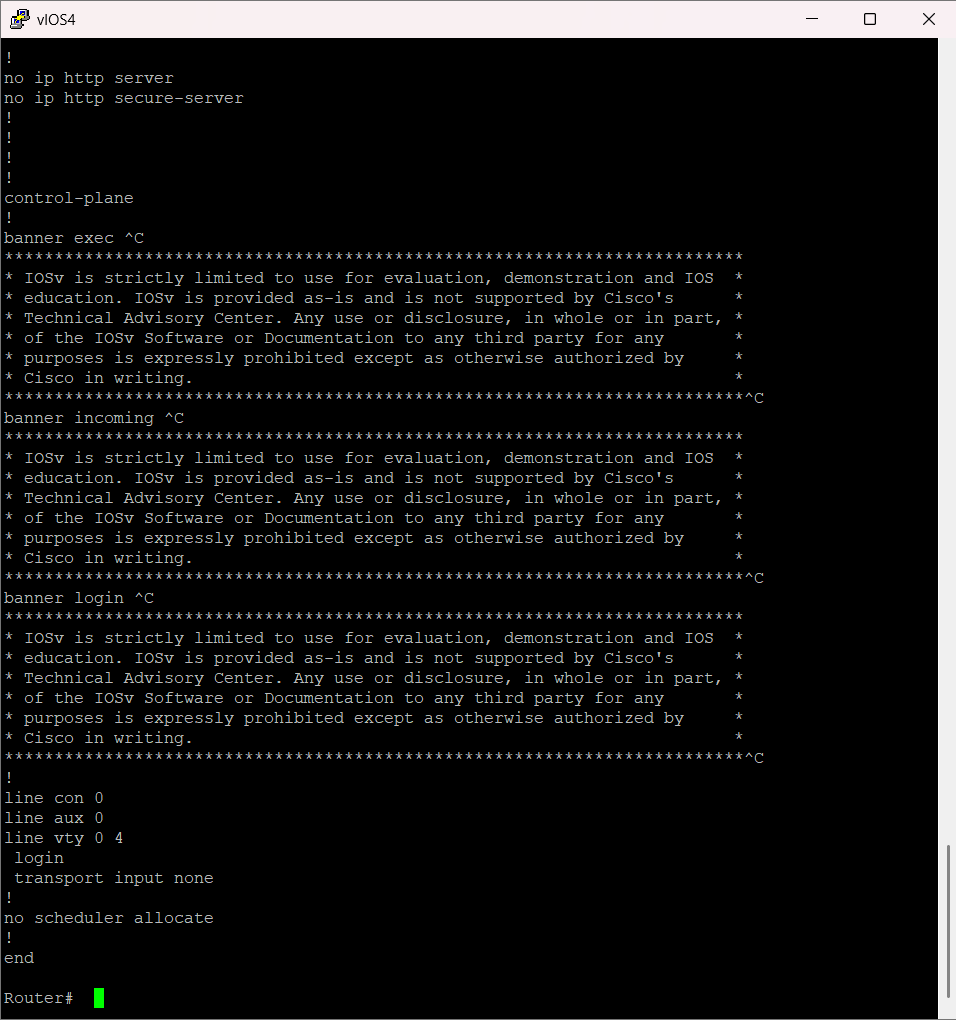 vIOS4
!
no ip http server
no ip http secure-server
!
!
!
!
control-plane
!
banner exec ^C
**************************************************************************
* IOSv is strictly limited to use for evaluation, demonstration and IOS  *
* education. IOSv is provided as-is and is not supported by Cisco's      *
* Technical Advisory Center. Any use or disclosure, in whole or in part, *
* of the IOSv Software or Documentation to any third party for any       *
* purposes is expressly prohibited except as otherwise authorized by     *
* Cisco in writing.                                                      *
**************************************************************************^C
banner incoming ^C
**************************************************************************
* IOSv is strictly limited to use for evaluation, demonstration and IOS  *
* education. IOSv is provided as-is and is not supported by Cisco's      *
* Technical Advisory Center. Any use or disclosure, in whole or in part, *
* of the IOSv Software or Documentation to any third party for any       *
* purposes is expressly prohibited except as otherwise authorized by     *
* Cisco in writing.                                                      *
**************************************************************************^C
banner login ^C
**************************************************************************
* IOSv is strictly limited to use for evaluation, demonstration and IOS  *
* education. IOSv is provided as-is and is not supported by Cisco's      *
* Technical Advisory Center. Any use or disclosure, in whole or in part, *
* of the IOSv Software or Documentation to any third party for any       *
* purposes is expressly prohibited except as otherwise authorized by     *
* Cisco in writing.                                                      *
**************************************************************************^C
!
line con 0
line aux 0
line vty 0 4
 login
 transport input none
!
no scheduler allocate
!
end
Router#